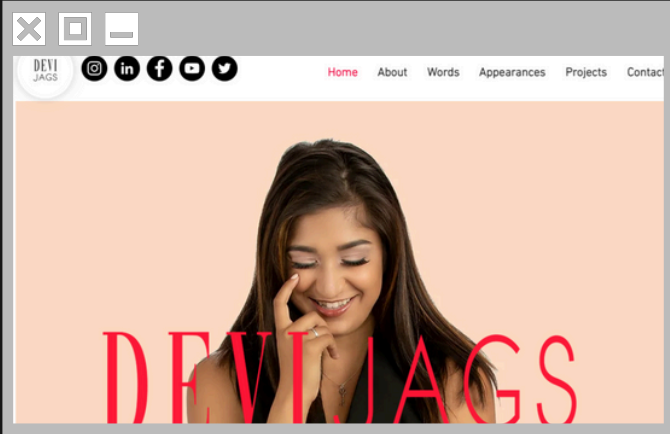 DEVI
JAGS
Home About Words Appearances Projects Contact
DEVI JAGS